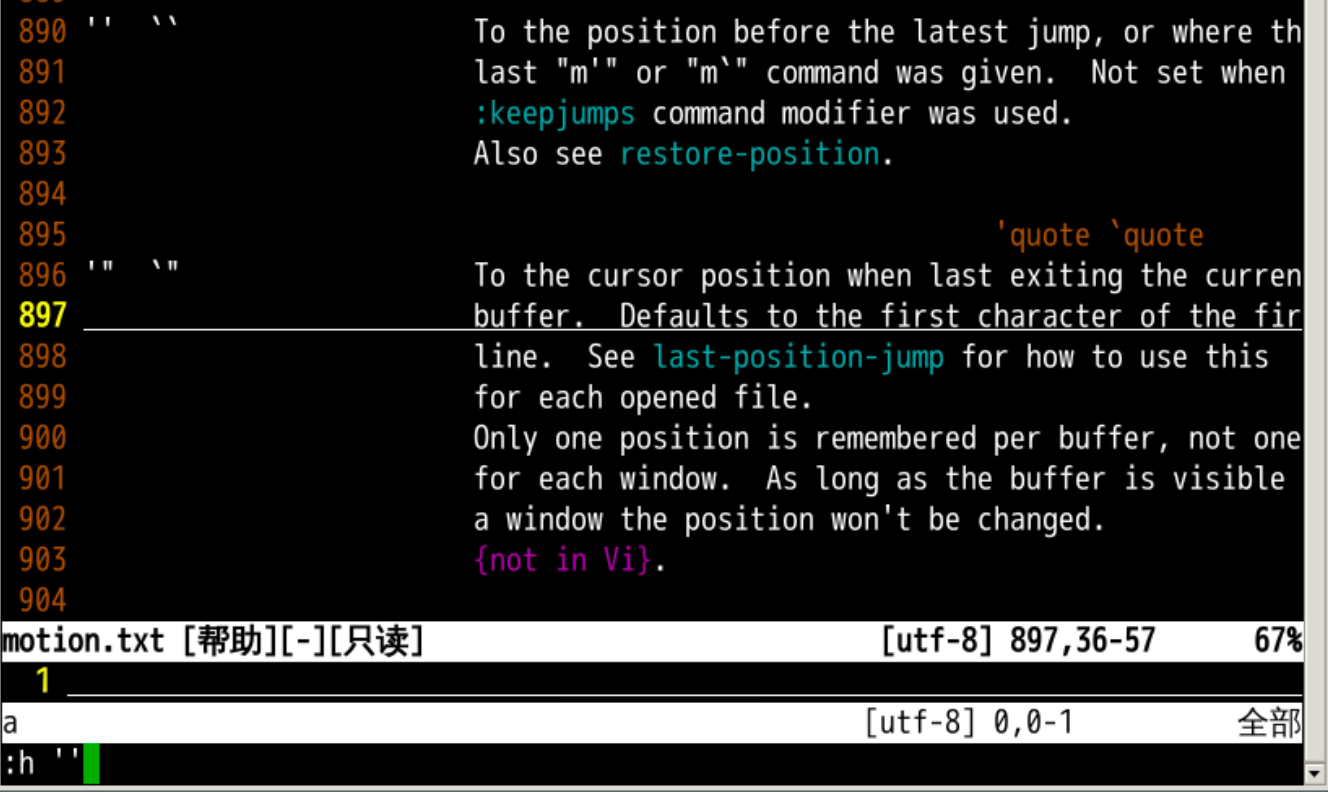 890 ''  ``                  To the position before the latest jump, or where th
891                         last "m'" or "m`" command was given.  Not set when
892                         :keepjumps command modifier was used.
893                         Also see restore-position.
894
895                                                         'quote `quote
896 '"  `"                  To the cursor position when last exiting the curren
897                         buffer.  Defaults to the first character of the fir
898                         line.  See last-position-jump for how to use this
899                         for each opened file.
900                         Only one position is remembered per buffer, not one
901                         for each window.  As long as the buffer is visible
902                         a window the position won't be changed.
903                         {not in Vi}.
904
motion.txt [帮助][-][只读]                            [utf-8] 897,36-57      67%
1
a                                                    [utf-8] 0,0-1          全部
:h ''